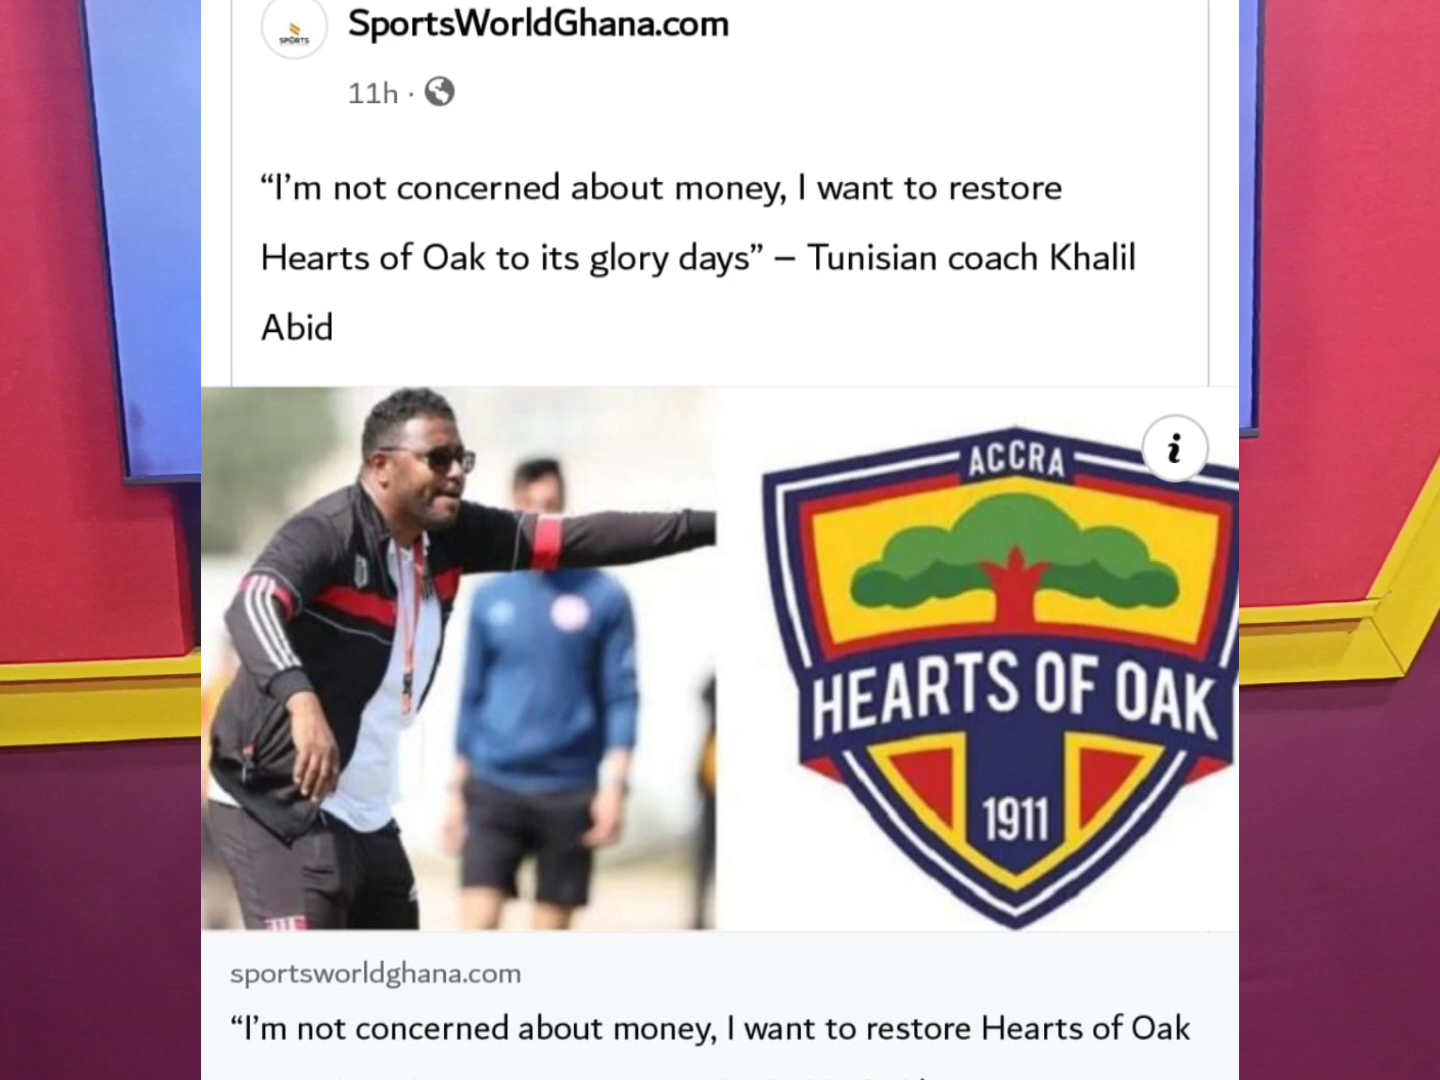 SPORTS
SportsWorldGhana.com
11h ·
“I’m not concerned about money, I want to restore
Hearts of Oak to its glory days” – Tunisian coach Khalil
Abid
i
ACCRA
HEARTS OF OAK
1911
sportsworldghana.com
“I’m not concerned about money, I want to restore Hearts of Oak